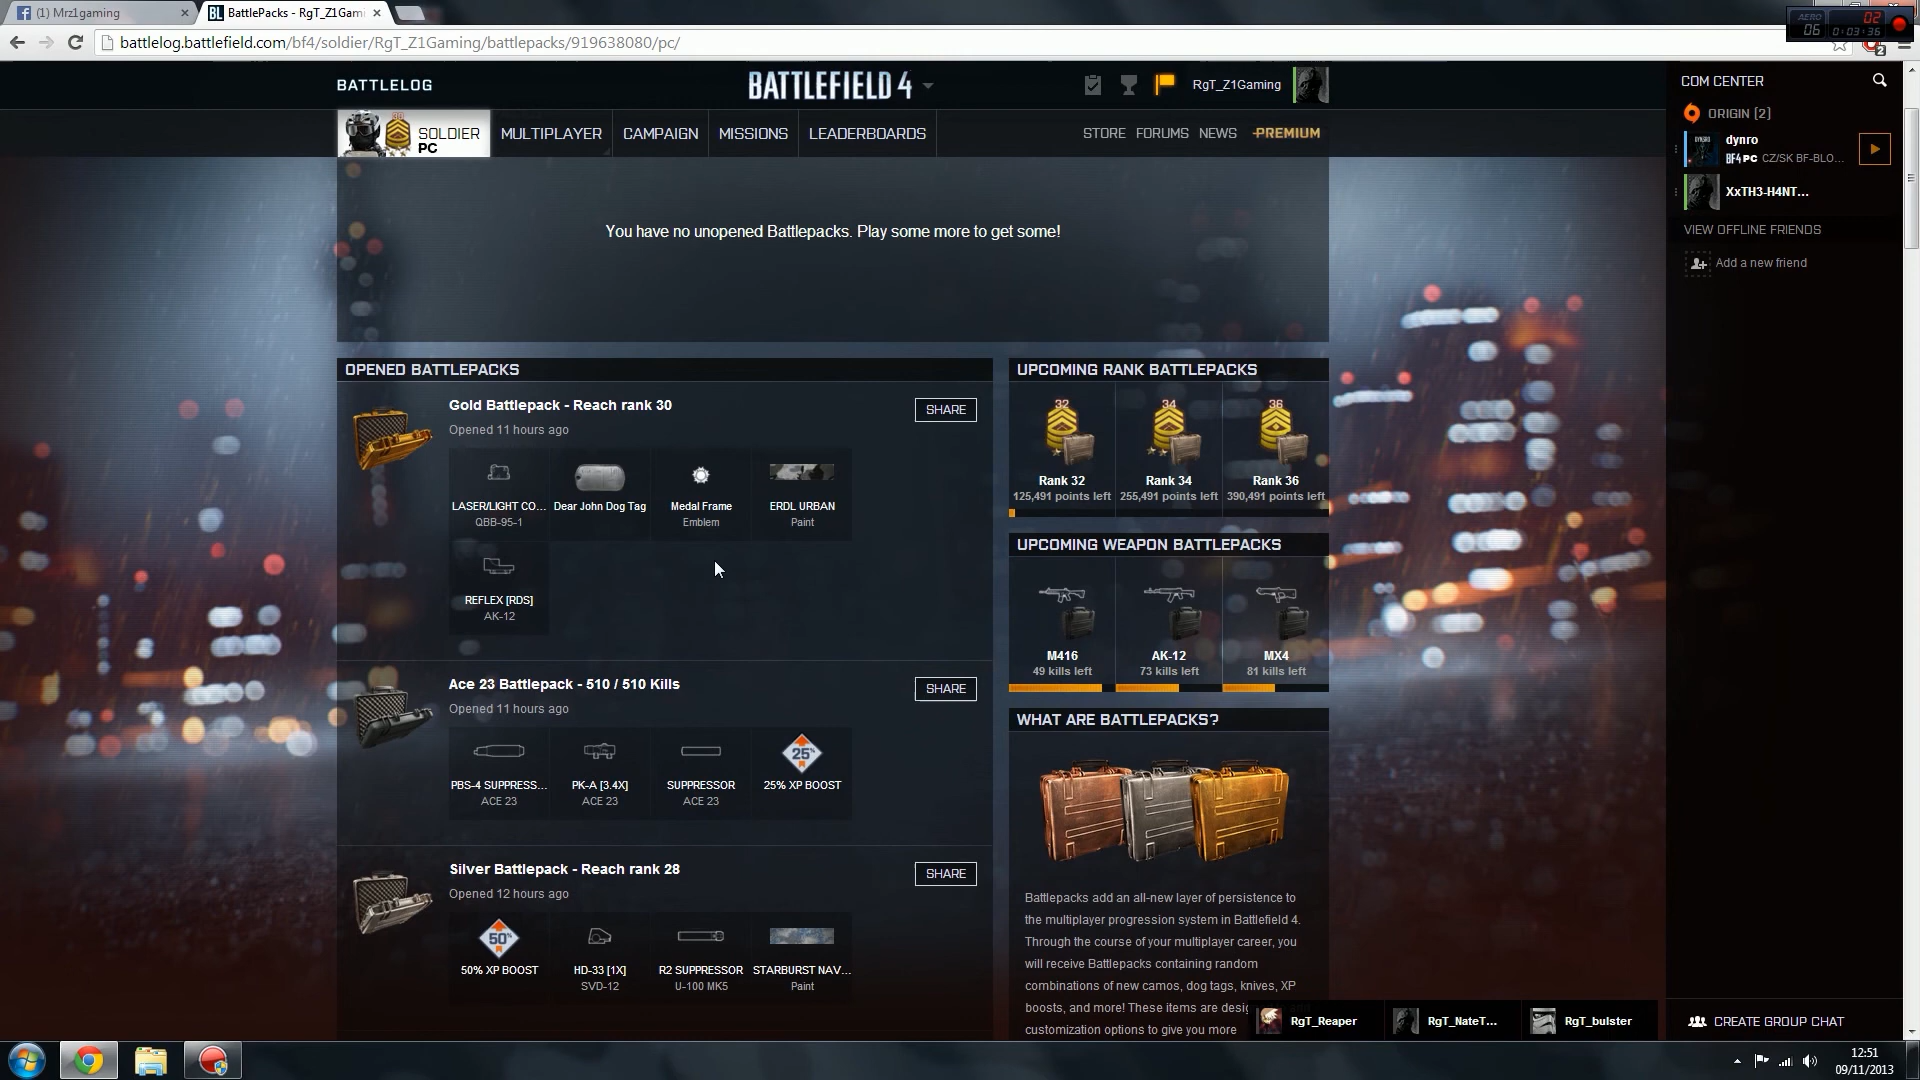 (1) Mrz1gaming
BattlePacks - RgT_Z1Gami
battlelog.battlefield.com/bf4/soldier/RgT_Z1Gaming/battlepacks/919638080/pc/
AERO
06
02
0:03:36
2
BATTLELOG
BATTLEFIELD 4
RgT_Z1Gaming
SOLDIER
PC
MULTIPLAYER
CAMPAIGN
MISSIONS
LEADERBOARDS
STORE
FORUMS
NEWS
PREMIUM
COM CENTER
ORIGIN [2]
dynro
BF4 PC CZ/SK BF-BLO...
XxTH3-H4NT...
VIEW OFFLINE FRIENDS
Add a new friend
You have no unopened Battlepacks. Play some more to get some!
OPENED BATTLEPACKS
Gold Battlepack - Reach rank 30
SHARE
Opened 11 hours ago
LASER/LIGHT CO...
QBB-95-1
Dear John Dog Tag
Medal Frame
Emblem
ERDL URBAN
Paint
REFLEX [RDS]
AK-12
Ace 23 Battlepack - 510 / 510 Kills
SHARE
Opened 11 hours ago
PBS-4 SUPPRESS...
ACE 23
PK-A [3.4X]
ACE 23
SUPPRESSOR
ACE 23
25%
25% XP BOOST
Silver Battlepack - Reach rank 28
SHARE
Opened 12 hours ago
50%
50% XP BOOST
HD-33 [1X]
SVD-12
R2 SUPPRESSOR
U-100 MK5
STARBURST NAV...
Paint
UPCOMING RANK BATTLEPACKS
32
Rank 32
125,491 points left
34
Rank 34
255,491 points left
36
Rank 36
390,491 points left
UPCOMING WEAPON BATTLEPACKS
M416
49 kills left
AK-12
73 kills left
MX4
81 kills left
WHAT ARE BATTLEPACKS?
Battlepacks add an all-new layer of persistence to
the multiplayer progression system in Battlefield 4.
Through the course of your multiplayer career, you
will receive Battlepacks containing random
combinations of new camos, dog tags, knives, XP
boosts, and more! These items are desig
customization options to give you more
RgT_Reaper
RgT_NateT...
RgT_bulster
CREATE GROUP CHAT
12:51
09/11/2013